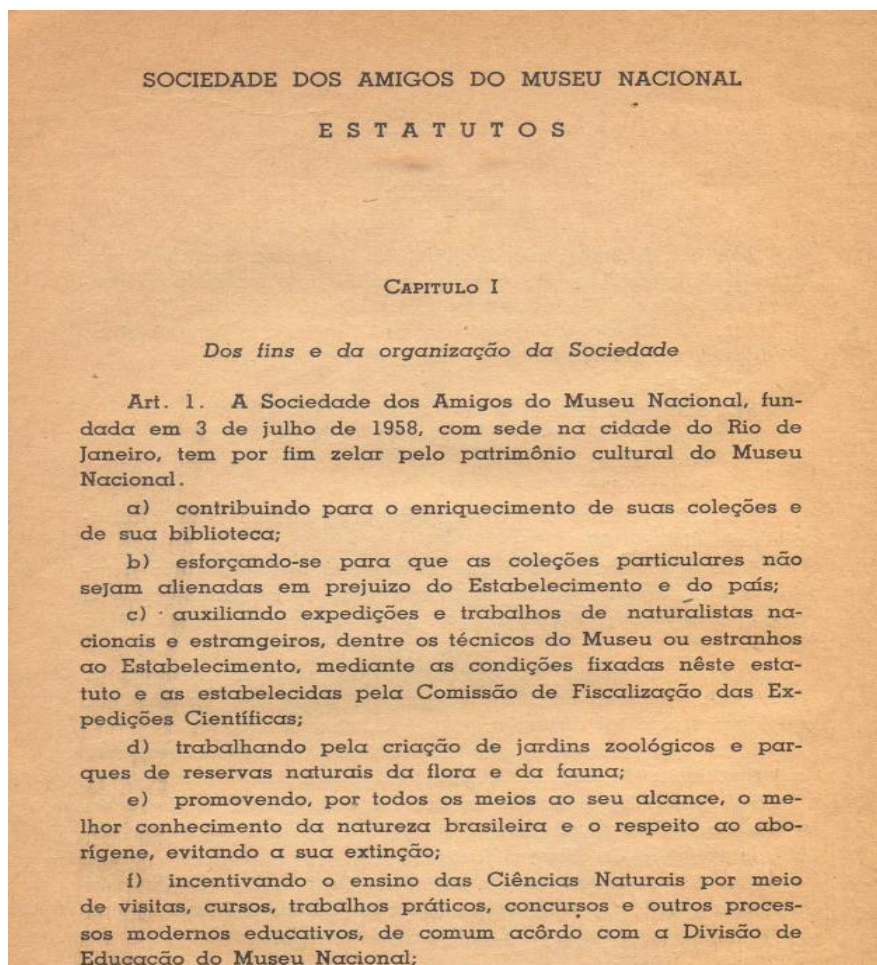 SOCIEDADE DOS AMIGOS DO MUSEU NACIONAL
ESTATUTOS
CAPITULO I
Dos fins e da organização da Sociedade
Art. 1. A Sociedade dos Amigos do Museu Nacional, fun-
dada em 3 de julho de 1958, com sede na cidade do Rio de
Janeiro, tem por fim zelar pelo patrimônio cultural do Museu
Nacional.
a) contribuindo para o enriquecimento de suas coleções e
de sua biblioteca;
b) esforçando-se para que as coleções particulares não
sejam alienadas em prejuizo do Estabelecimento e do país;
c) auxiliando expedições e trabalhos de naturalistas na-
cionais e estrangeiros, dentre os técnicos do Museu ou estranhos
ao Estabelecimento, mediante as condições fixadas nêste esta-
tuto e as estabelecidas pela Comissão de Fiscalização das Ex-
pedições Científicas;
d) trabalhando pela criação de jardins zoológicos e par-
ques de reservas naturais da flora e da fauna;
e) promovendo, por todos os meios ao seu alcance, o me-
lhor conhecimento da natureza brasileira e o respeito ao abo-
rígene, evitando a sua extinção;
f) incentivando o ensino das Ciências Naturais por meio
de visitas, cursos, trabalhos práticos, concursos e outros proces-
sos modernos educativos, de comum acôrdo com a Divisão de
Educação do Museu Nacional;